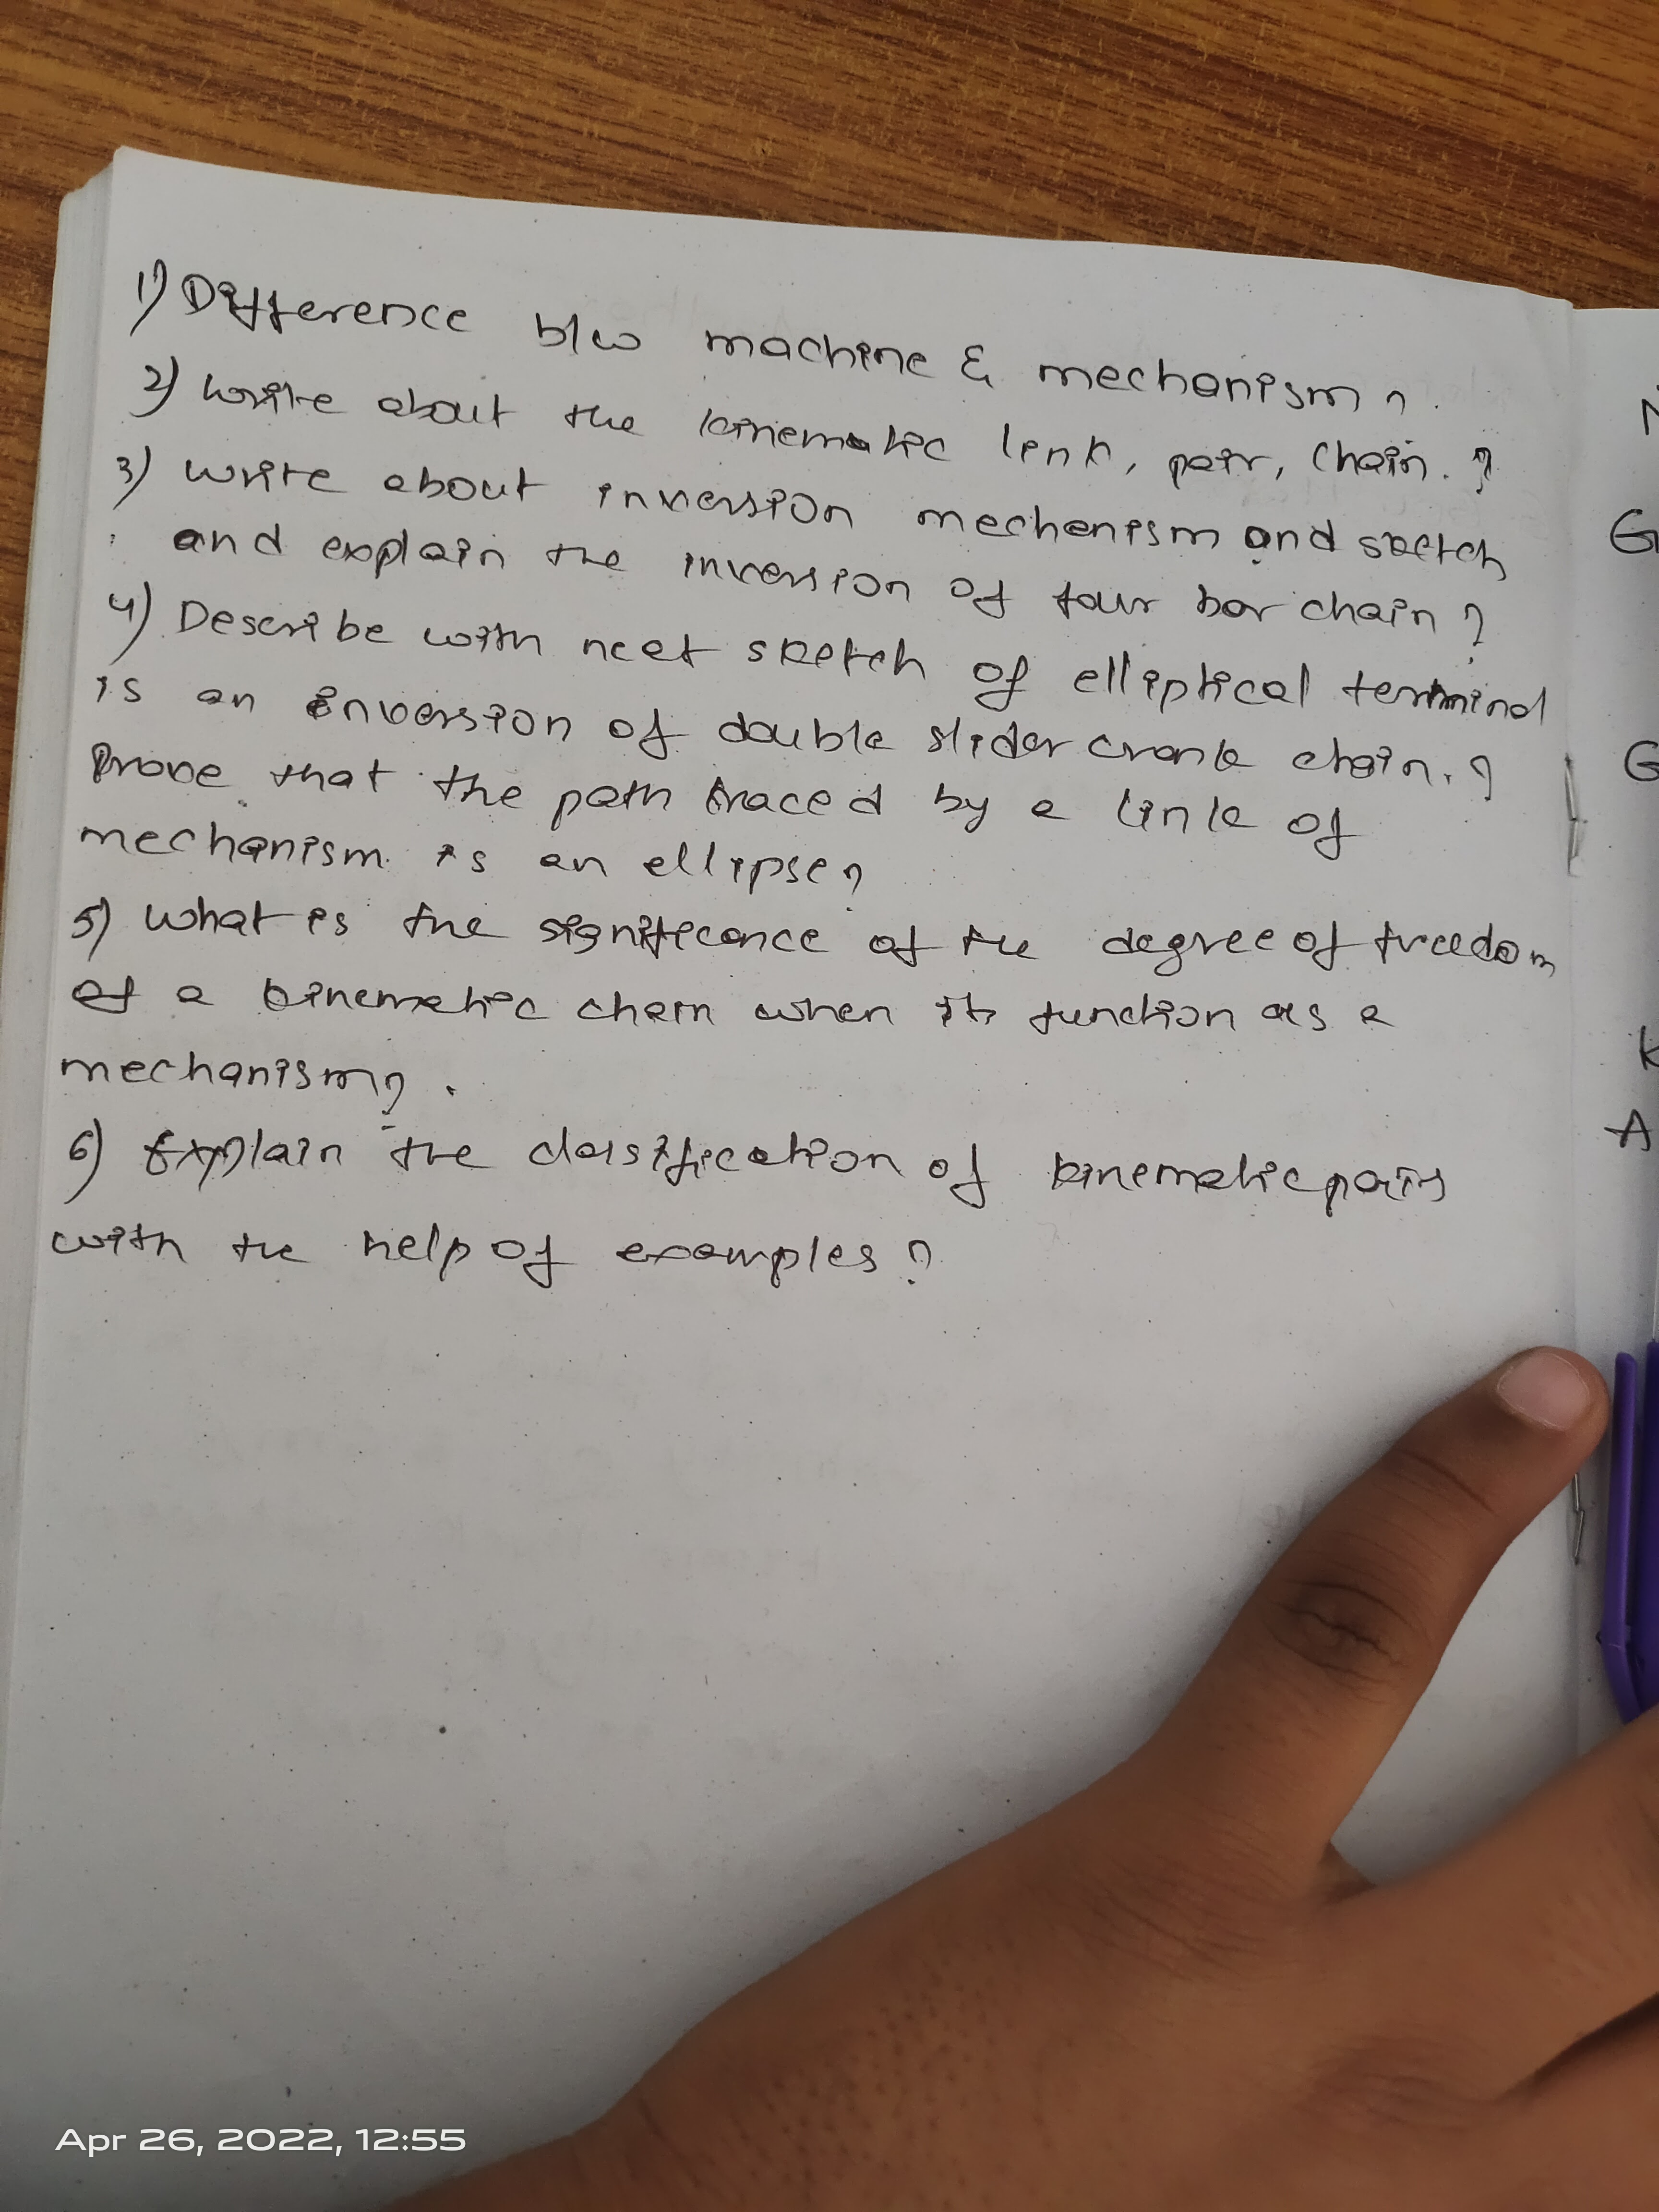 1) Difference b/w machine & mechanism?
2) write about the kinematic link, pair, chain.?
3) write about inversion mechenism and sketch
and explain the inversion of four bar chain?
4) Describe with neet sketch of elliptical terminal
is an inversion of double slider crank chain.?
Prove that the path traced by a link of
mechanism is an ellipse?
5) what is the significance of the degree of freedom
of a kinematic chain when it function as a
mechanism?.
6) Explain the classification of kinematic pairs
with the help of examples?
N
G
G
K
A
Apr 26, 2022, 12:55